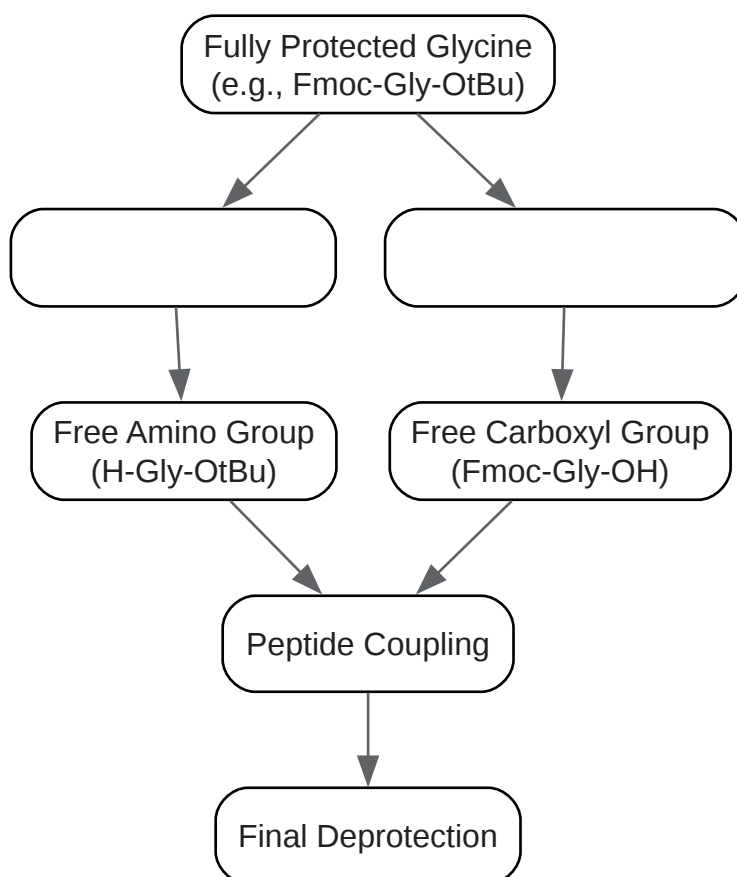 Fully Protected Glycine
(e.g., Fmoc-Gly-OtBu)
Free Amino Group
(H-Gly-OtBu)
Free Carboxyl Group
(Fmoc-Gly-OH)
Peptide Coupling
Final Deprotection